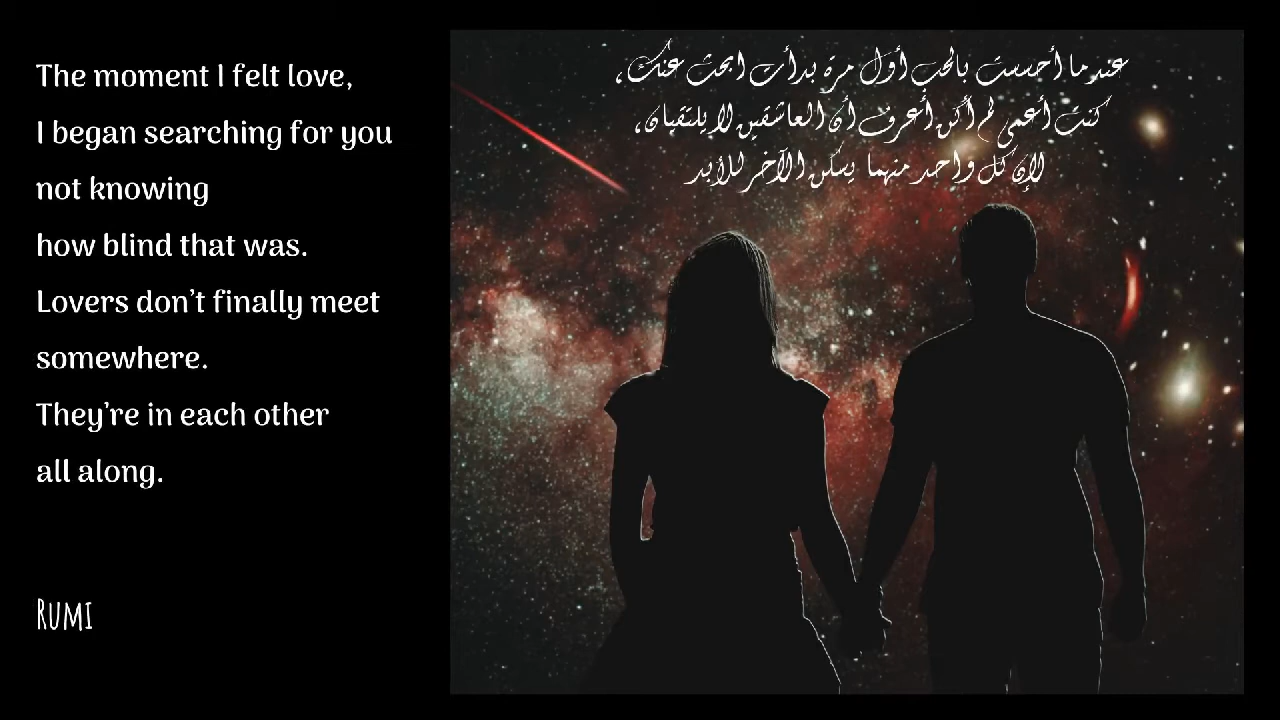 The moment I felt love,
I began searching for you
not knowing
how blind that was.
Lovers don’t finally meet
somewhere.
They’re in each other
all along.
Rumi
عندما أحسست بالحب أول مرة بدأت ابحث عنك،
كنت أعمى لم أكن أعرف أن العاشقين لا يلتقيان،
لإن كل واحد منهما يسكن الآخر للأبد